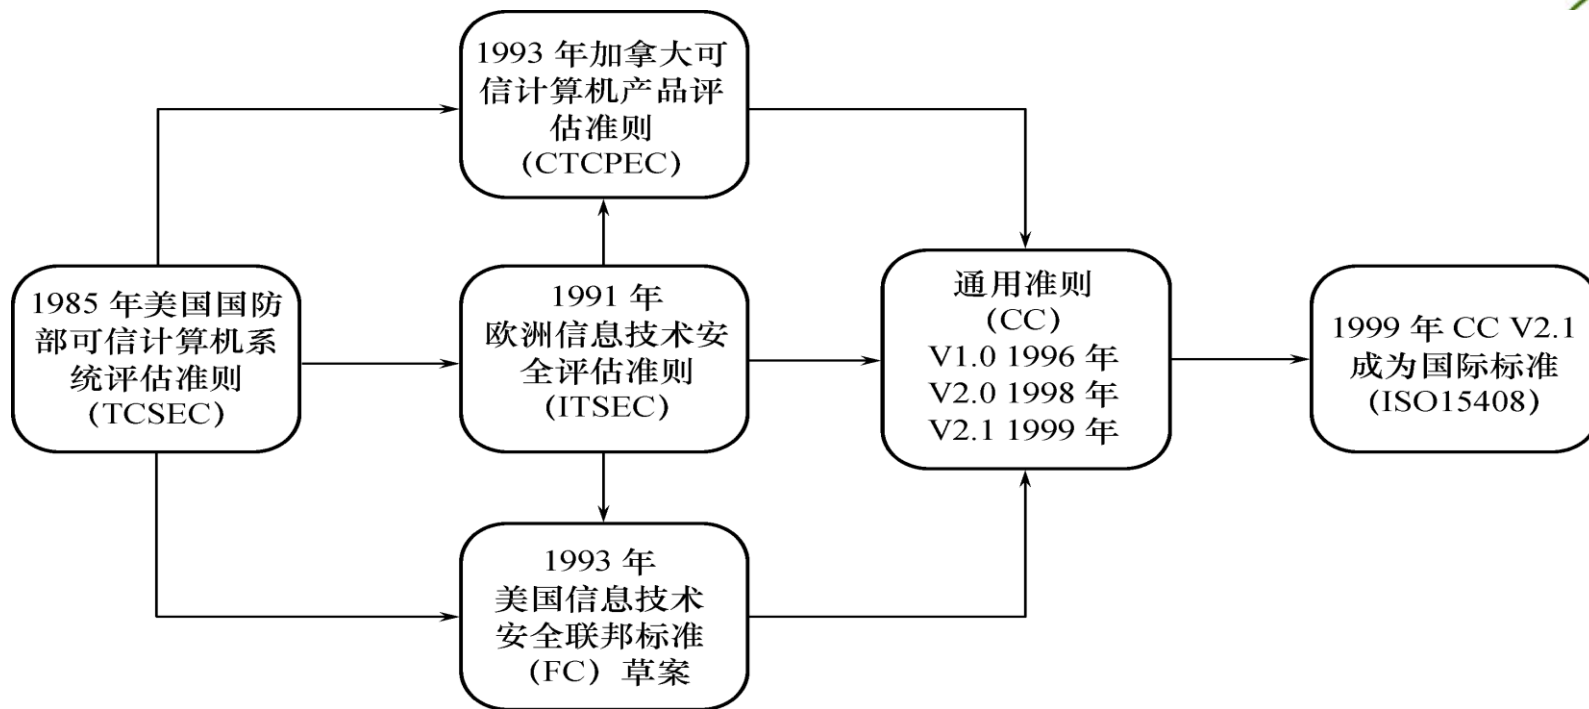 1993 年加拿大可
信计算机产品评
估准则
(CTCPEC)
1985 年美国国防
部可信计算机系
统评估准则
(TCSEC)
1991 年
欧洲信息技术安
全评估准则
(ITSEC)
1993 年
美国信息技术
安全联邦标准
(FC) 草案
通用准则
(CC)
V1.0 1996 年
V2.0 1998 年
V2.1 1999 年
1999 年 CC V2.1
成为国际标准
(ISO15408)